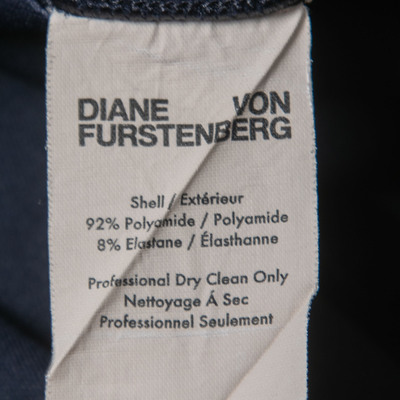 DIANE VON
FURSTENBERG
Shell / Extérieur
92% Polyamide / Polyamide
8% Elastane / Élasthanne
Professional Dry Clean Only
Nettoyage Á Sec
Professionnel Seulement